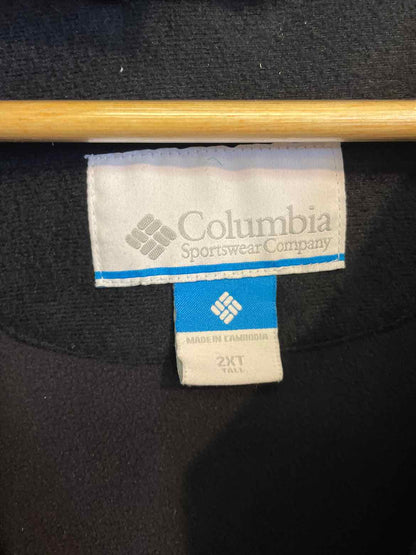 Columbia
Sportswear Company
MADE IN CAMBODIA
2XT
TALL